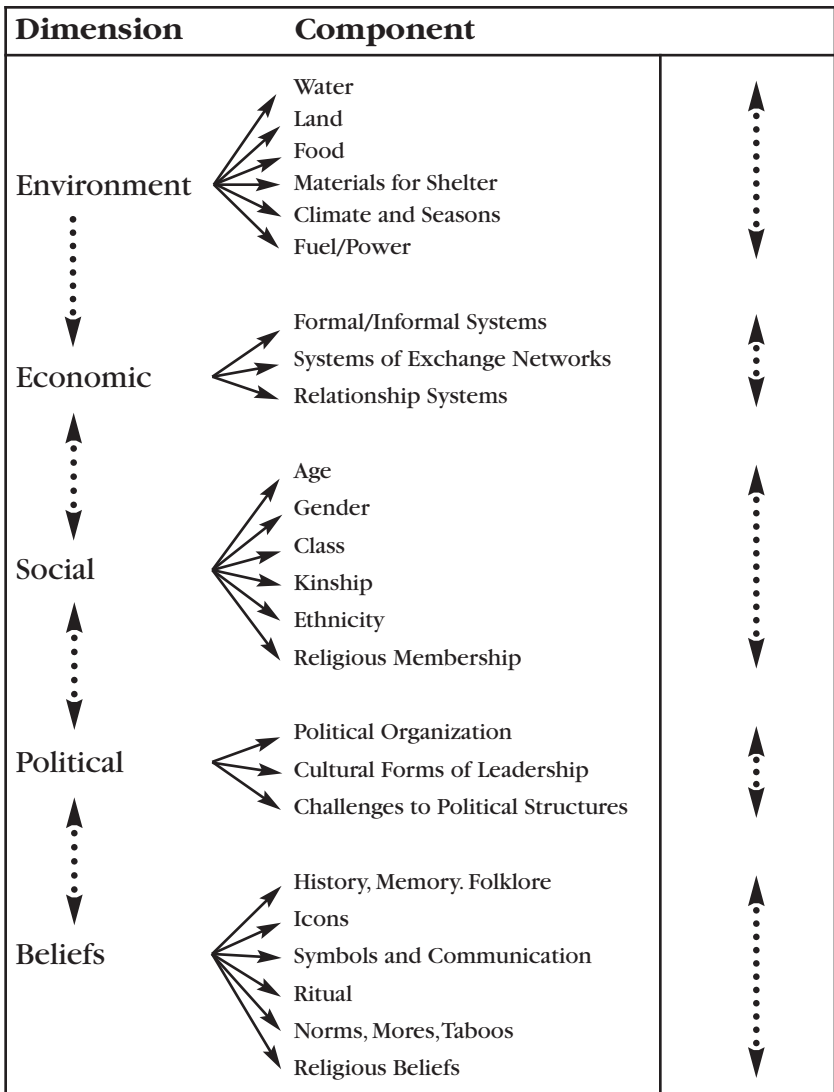 Dimension Component
Water
Land
Food
Environment
Materials for Shelter
Climate and Seasons
Fuel/Power
Formal/Informal Systems
Systems of Exchange Networks
Economic
Relationship Systems
Age
Gender
Class
Social
Kinship
Ethnicity
Religious Membership
Political Organization
Political
Cultural Forms of Leadership
Challenges to Political Structures
History, Memory. Folklore
Icons
Beliefs
Symbols and Communication
Ritual
Norms, Mores,Taboos
Religious Beliefs